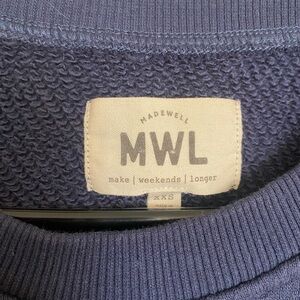 MADEWELL
MWL
make | weekends | longer
XXS